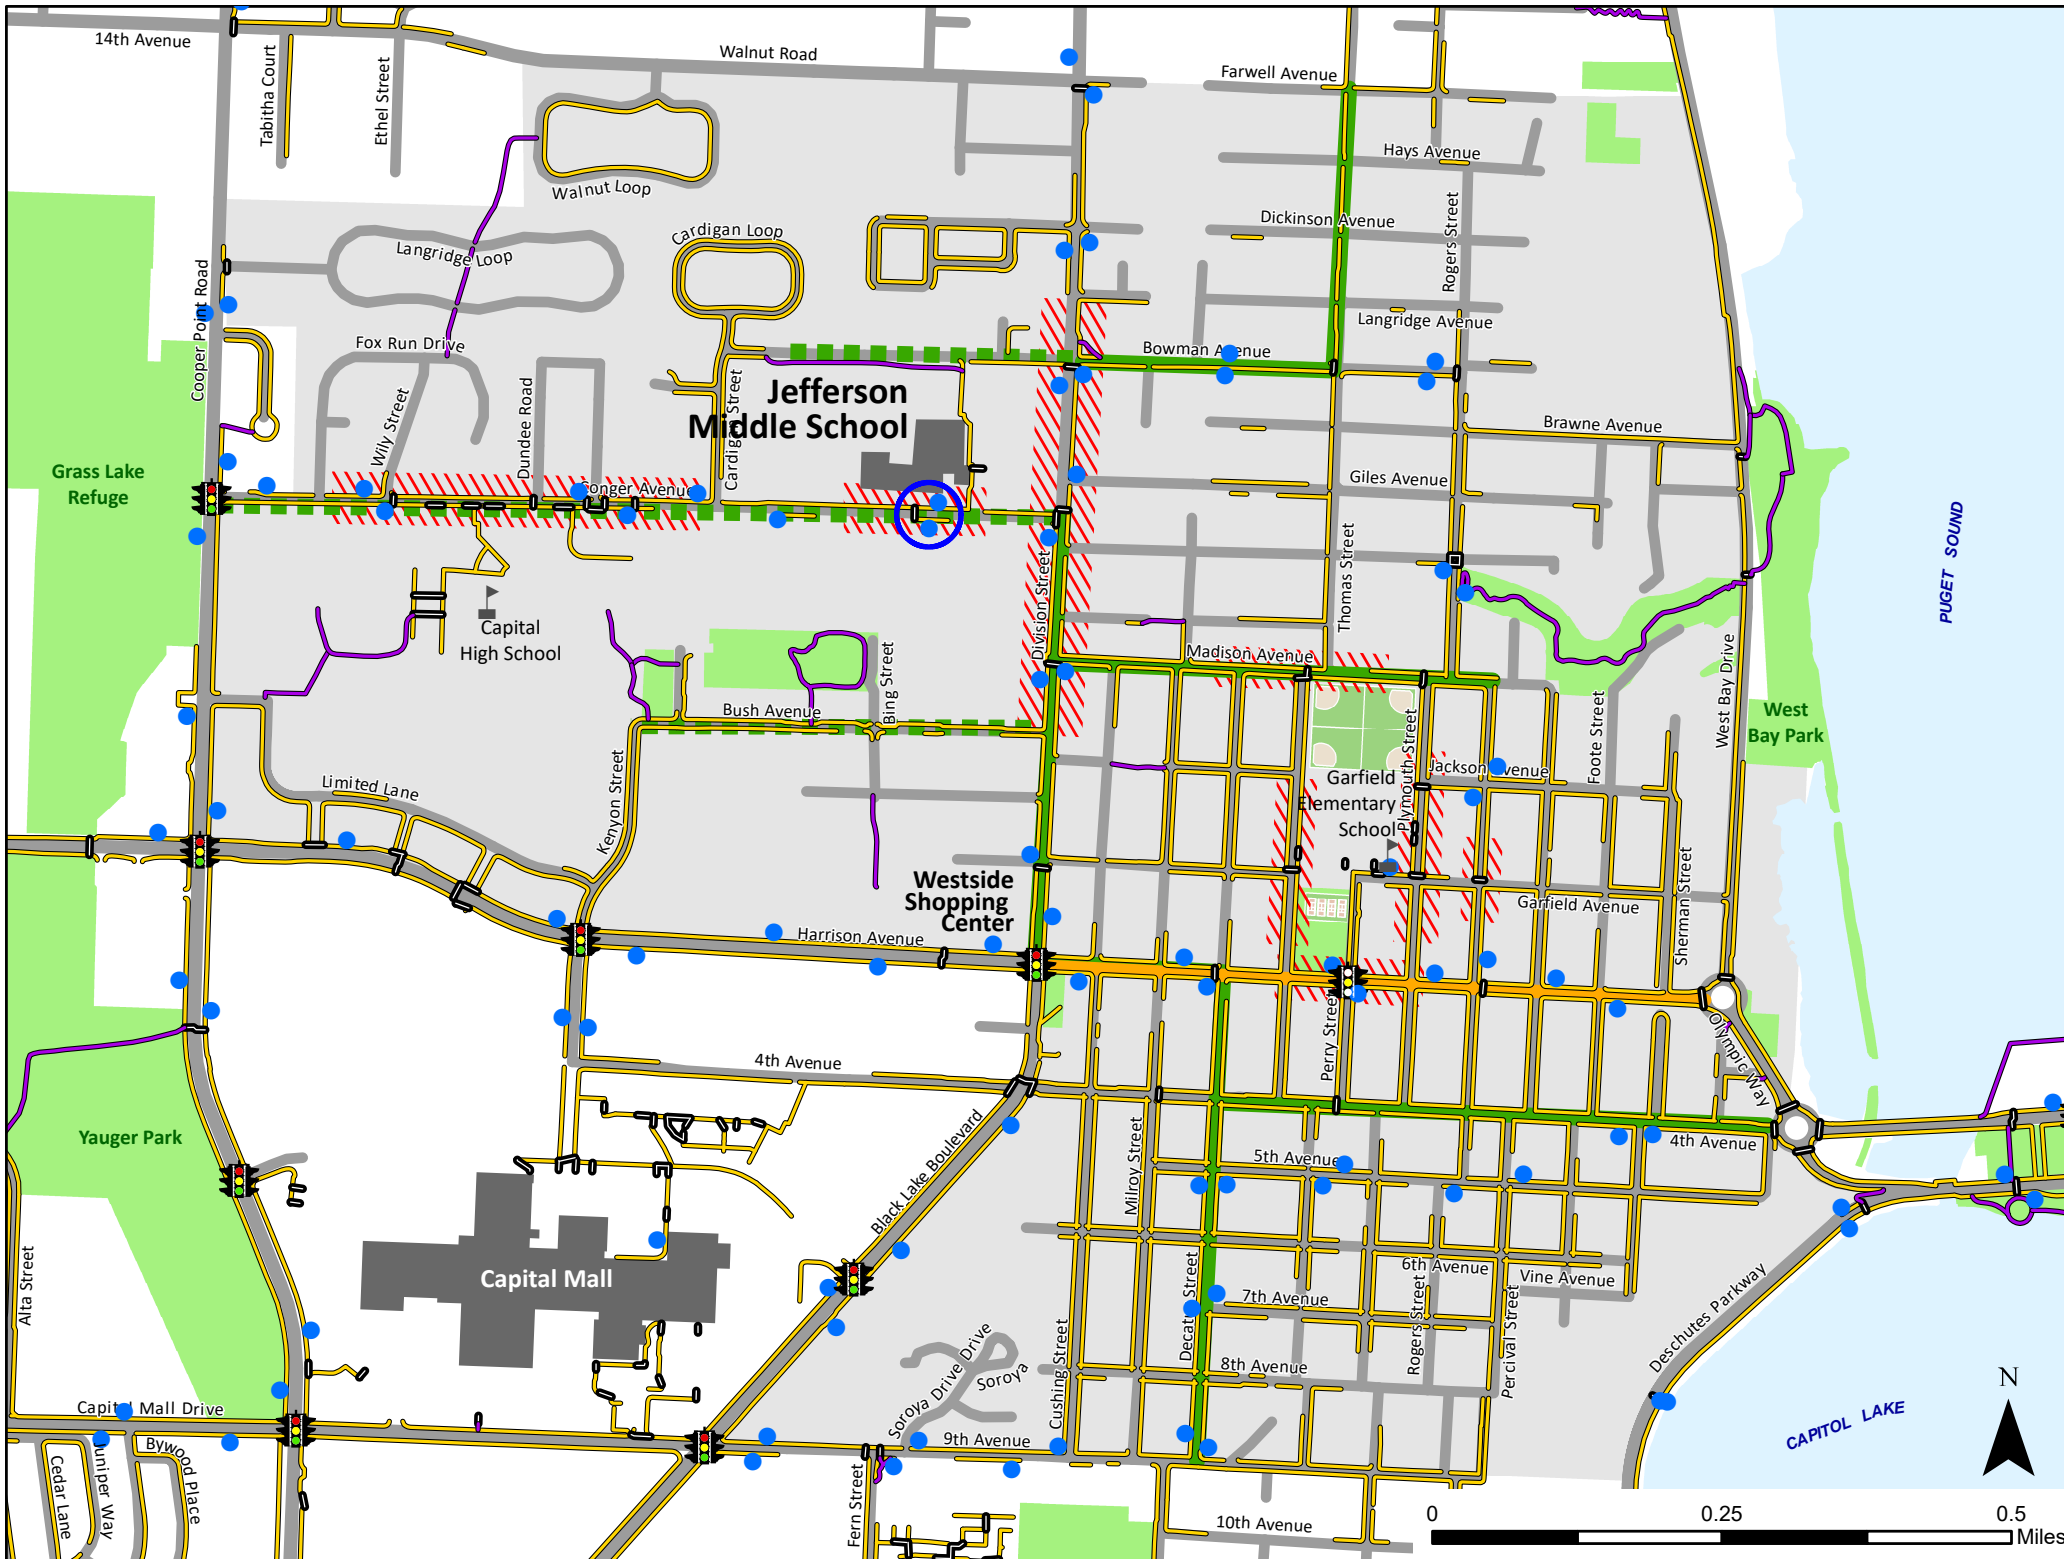 14th Avenue
Walnut Road
Tabitha Court
Ethel Street
Farwell Avenue
Hays Avenue
Walnut Loop
Rogers Street
Dickinson Avenue
Cardigan Loop
Langridge Loop
Cooper Point Road
Langridge Avenue
Fox Run Drive
Bowman Avenue
Jefferson
Middle School
Cardigan Street
Wily Street
Dundee Road
Brawne Avenue
Grass Lake
Refuge
Giles Avenue
Conger Avenue
PUGET SOUND
Thomas Street
Division Street
Capital
High School
Madison Avenue
Bing Street
Bush Avenue
Plymouth Street
Foote Street
West Bay Drive
West
Bay Park
Limited Lane
Kenyon Street
Jackson Avenue
Garfield
Elementary
School
Westside
Shopping
Center
Garfield Avenue
Sherman Street
Harrison Avenue
Perry Street
Olympic Way
4th Avenue
Yauger Park
4th Avenue
5th Avenue
Milroy Street
Black Lake Boulevard
Alta Street
Capital Mall
6th Avenue
Vine Avenue
7th Avenue
Decatur Street
Rogers Street
Percival Street
Deschutes Parkway
8th Avenue
Soroya Drive
Drive
Soroya
Cushing Street
N
CAPITOL LAKE
Capital Mall Drive
9th Avenue
Cedar Lane
Juniper Way
Bywood Place
Fern Street
10th Avenue
0
0.25
0.5
Miles